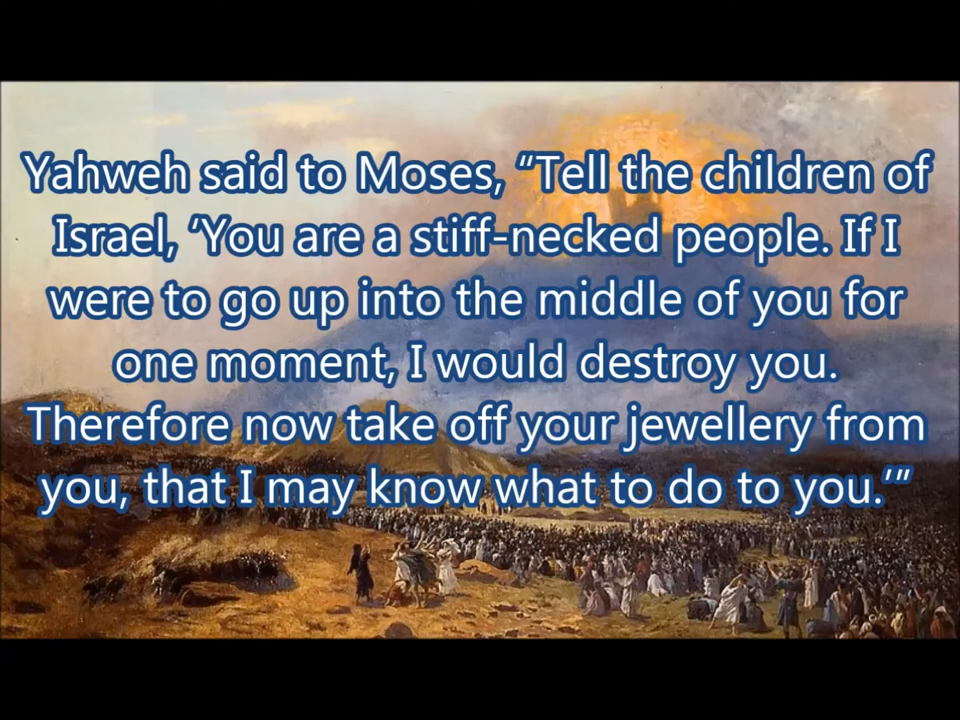 Yahweh said to Moses, “Tell the children of
Israel, ‘You are a stiff-necked people. If I
were to go up into the middle of you for
one moment, I would destroy you.
Therefore now take off your jewellery from
you, that I may know what to do to you.’”